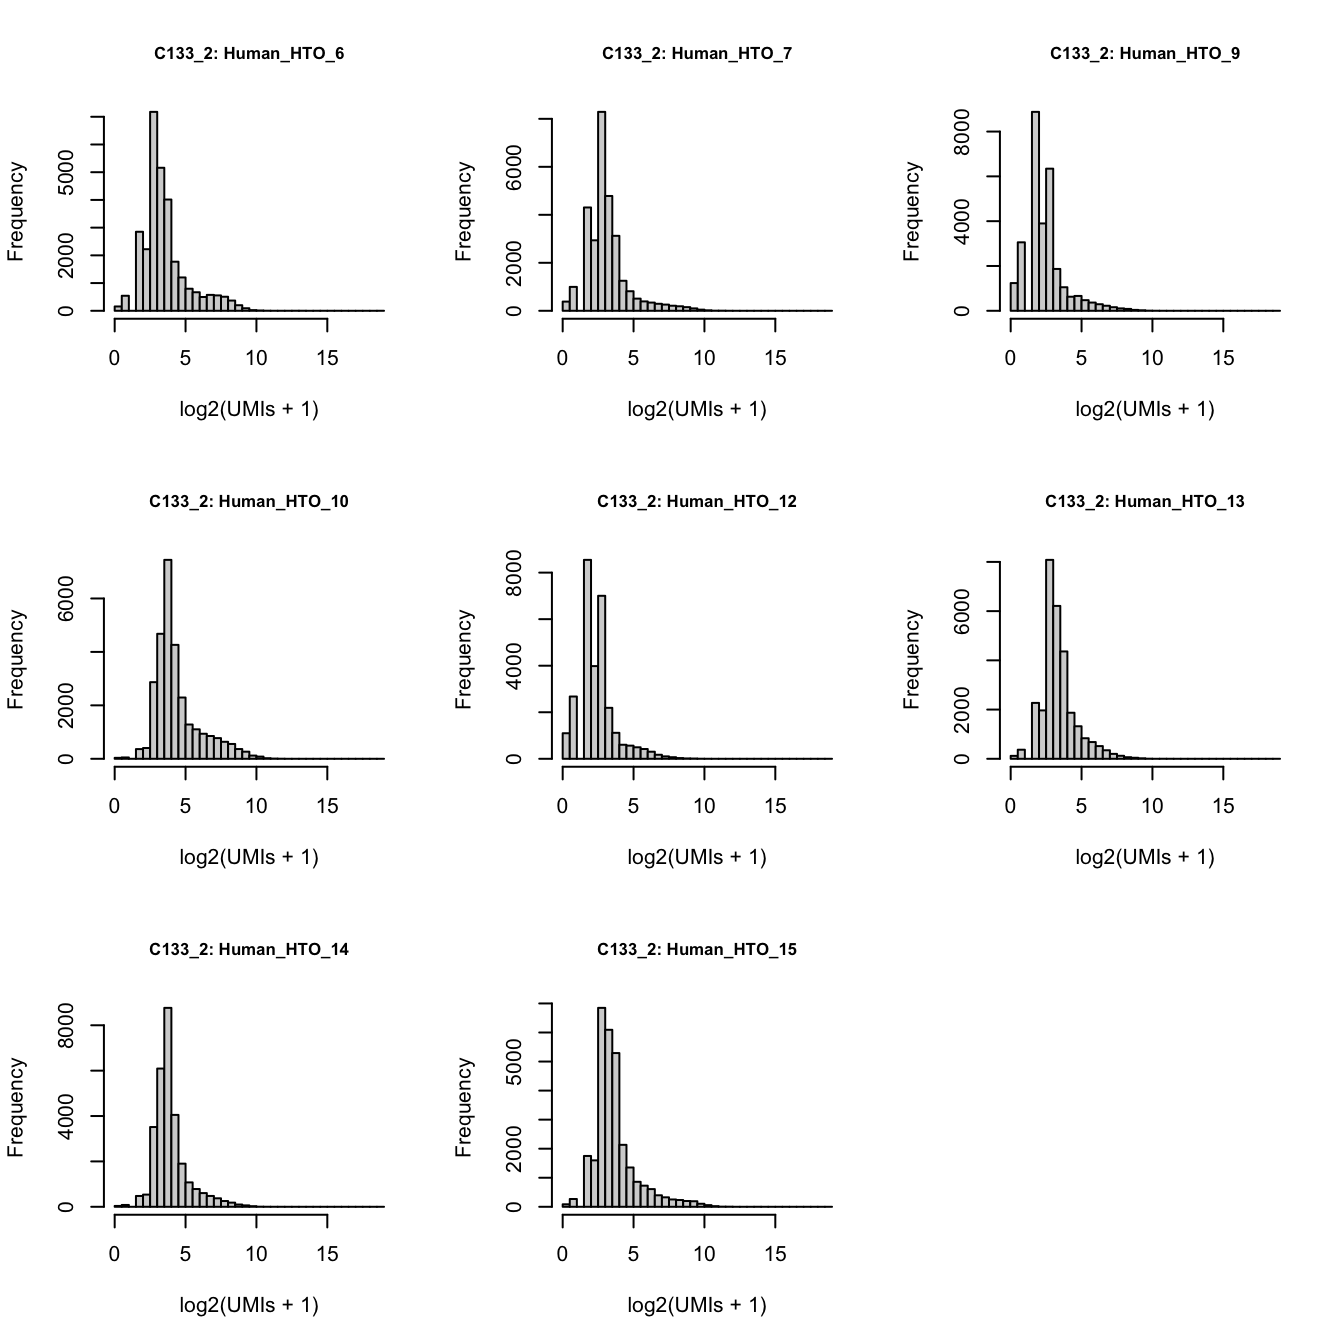 C133_2: Human_HTO_6
Frequency
0
2000
5000
0 5 10 15
log2(UMIs + 1)
C133_2: Human_HTO_7
Frequency
0
2000
6000
0 5 10 15
log2(UMIs + 1)
C133_2: Human_HTO_9
Frequency
0
4000
8000
0 5 10 15
log2(UMIs + 1)
C133_2: Human_HTO_10
Frequency
0
2000
6000
0 5 10 15
log2(UMIs + 1)
C133_2: Human_HTO_12
Frequency
0
4000
8000
0 5 10 15
log2(UMIs + 1)
C133_2: Human_HTO_13
Frequency
0
2000
6000
0 5 10 15
log2(UMIs + 1)
C133_2: Human_HTO_14
Frequency
0
4000
8000
0 5 10 15
log2(UMIs + 1)
C133_2: Human_HTO_15
Frequency
0
2000
5000
0 5 10 15
log2(UMIs + 1)